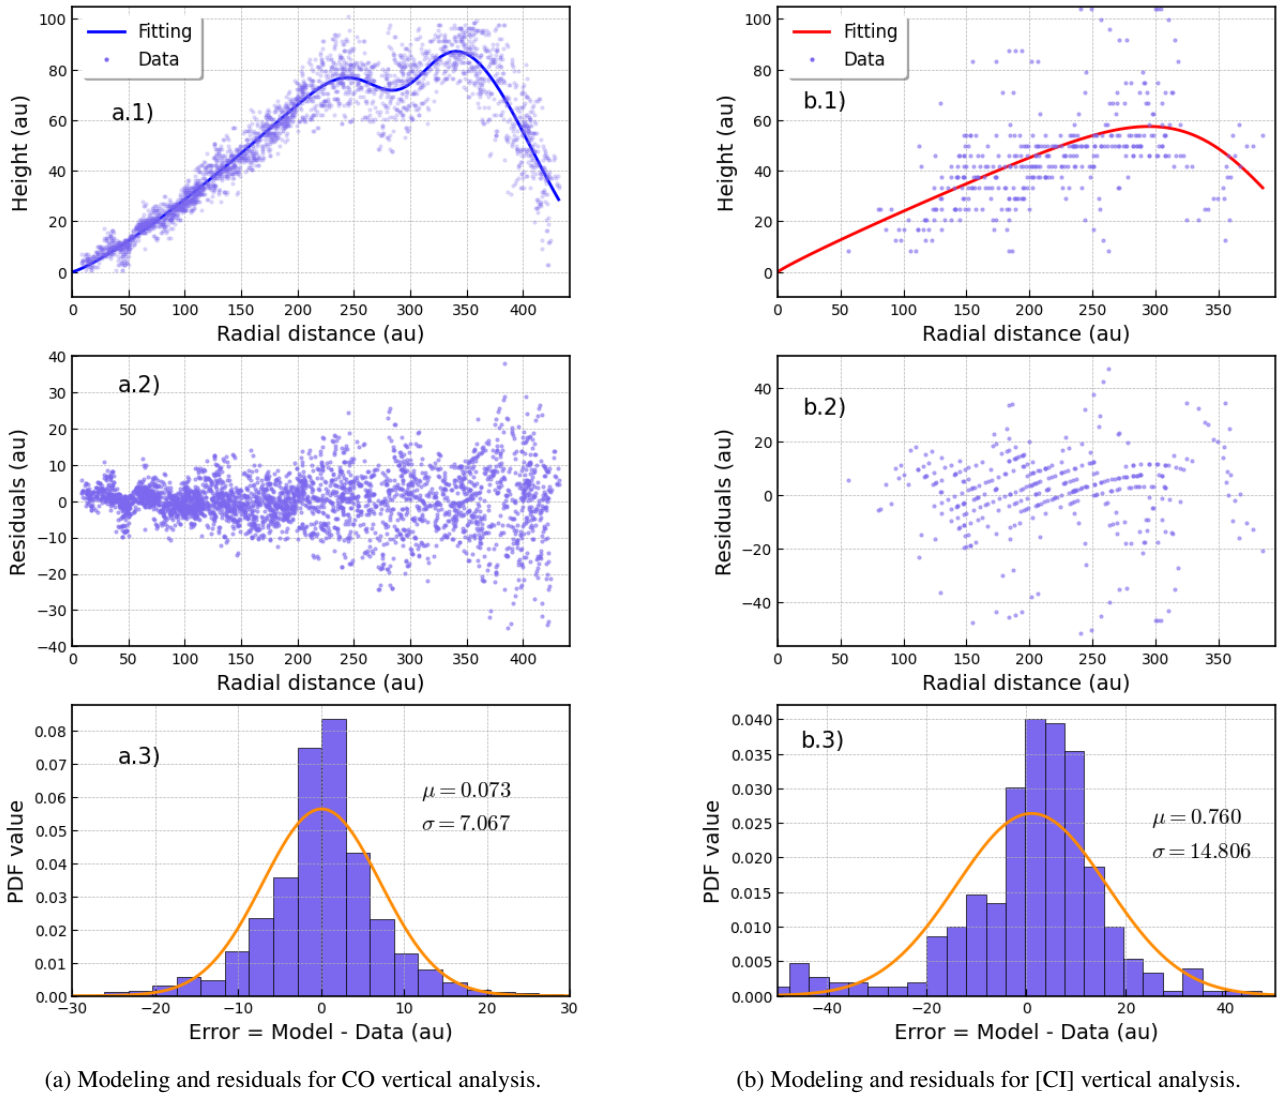 100
80
60
40
20
0
Height (au)
Fitting
Data
a.1)
0 50 100 150 200 250 300 350 400
Radial distance (au)
40
30
20
10
0
−10
−20
−30
−40
Residuals (au)
a.2)
0 50 100 150 200 250 300 350 400
Radial distance (au)
0.08
0.07
0.06
0.05
0.04
0.03
0.02
0.01
0.00
PDF value
a.3)
μ = 0.073
σ = 7.067
−30 −20 −10 0 10 20 30
Error = Model - Data (au)
(a) Modeling and residuals for CO vertical analysis.
100
80
60
40
20
0
Height (au)
Fitting
Data
b.1)
0 50 100 150 200 250 300 350
Radial distance (au)
40
20
0
−20
−40
Residuals (au)
b.2)
0 50 100 150 200 250 300 350
Radial distance (au)
0.040
0.035
0.030
0.025
0.020
0.015
0.010
0.005
0.000
PDF value
b.3)
μ = 0.760
σ = 14.806
−40 −20 0 20 40
Error = Model - Data (au)
(b) Modeling and residuals for [CI] vertical analysis.